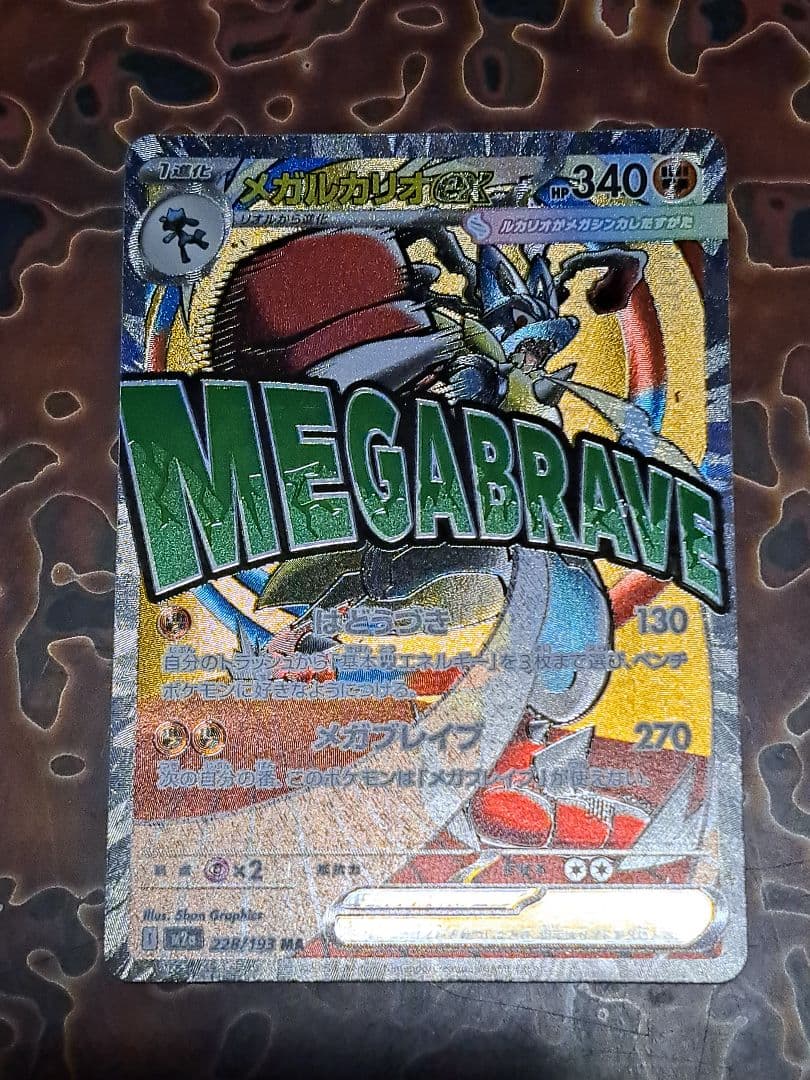 1進化
メガルカリオex
HP340
リオルから進化
ルカリオがメガシンカしたすがた
MEGABRAVE
はどうづき 130
自分のトラッシュから「基本エネルギー」を3枚まで選び、ベンチ
ポケモンに好きなようにつける。
メガブレイブ 270
次の自分の番、このポケモンは「メガブレイブ」が使えない。
弱点 ×2 抵抗力 にげる
Illus. 5ban Graphics
I M2a 228/193 MA